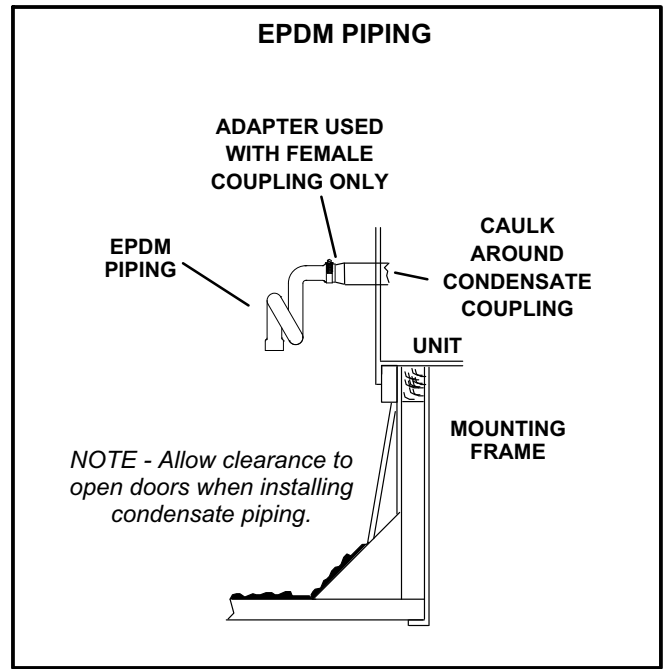 EPDM PIPING
ADAPTER USED
WITH FEMALE
COUPLING ONLY
EPDM
PIPING
CAULK
AROUND
CONDENSATE
COUPLING
UNIT
MOUNTING
FRAME
NOTE - Allow clearance to
open doors when installing
condensate piping.